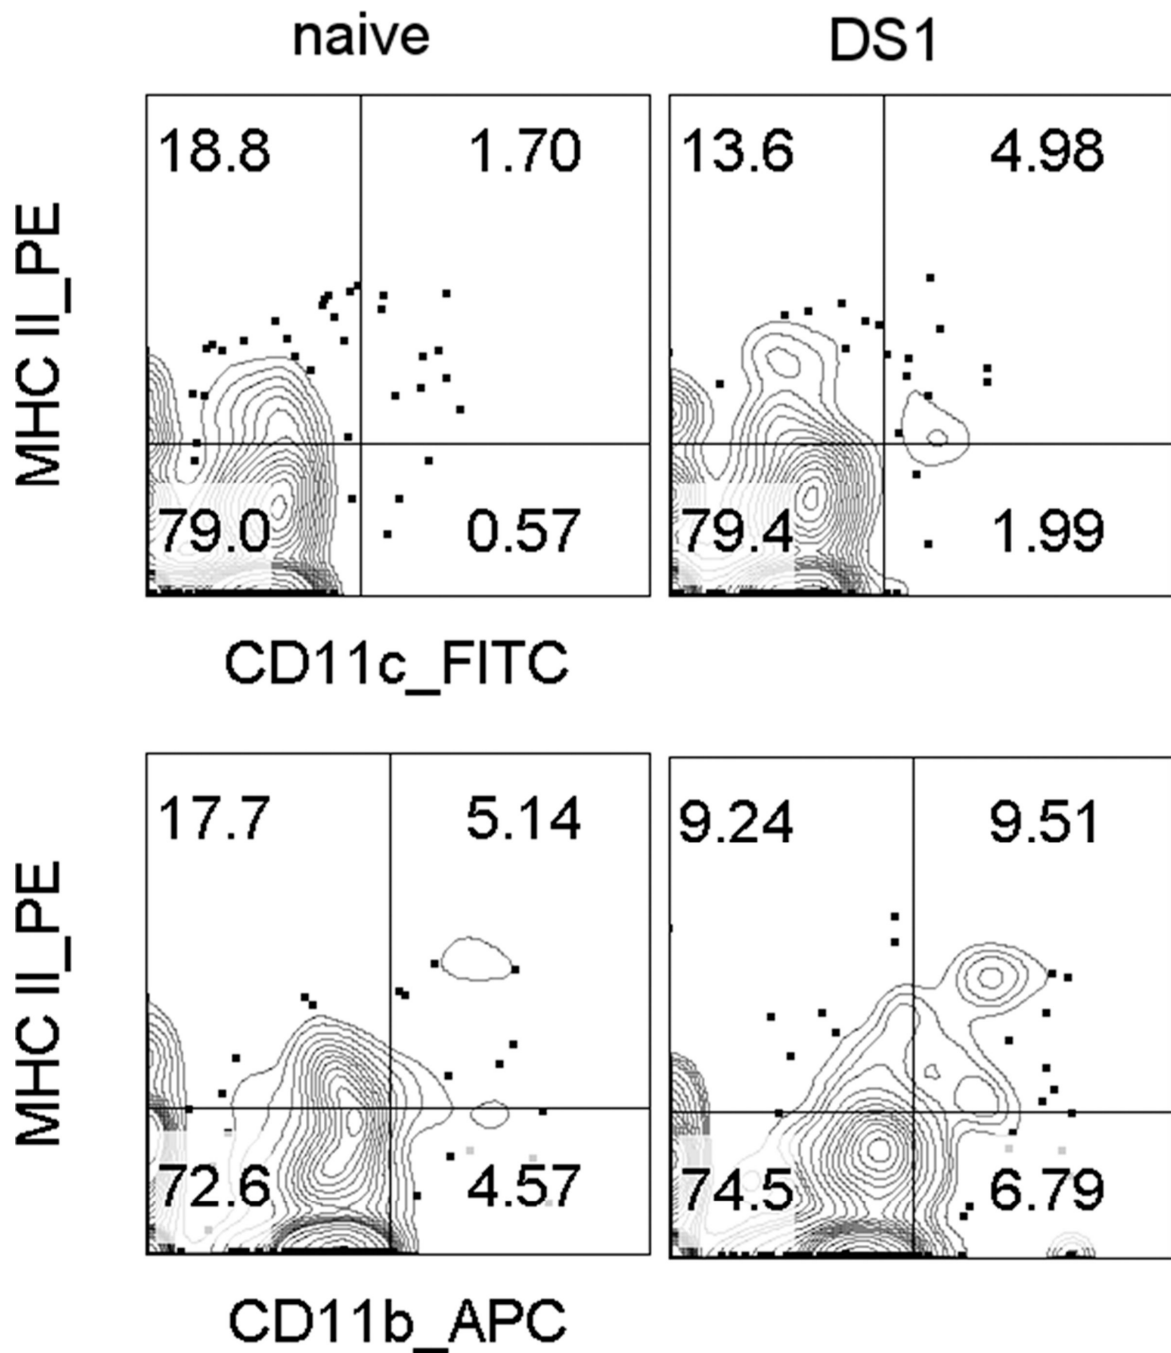 naive DS1
MHC II_PE
18.8 1.70 13.6 4.98
79.0 0.57 79.4 1.99
CD11c_FITC
MHC II_PE
17.7 5.14 9.24 9.51
72.6 4.57 74.5 6.79
CD11b_APC